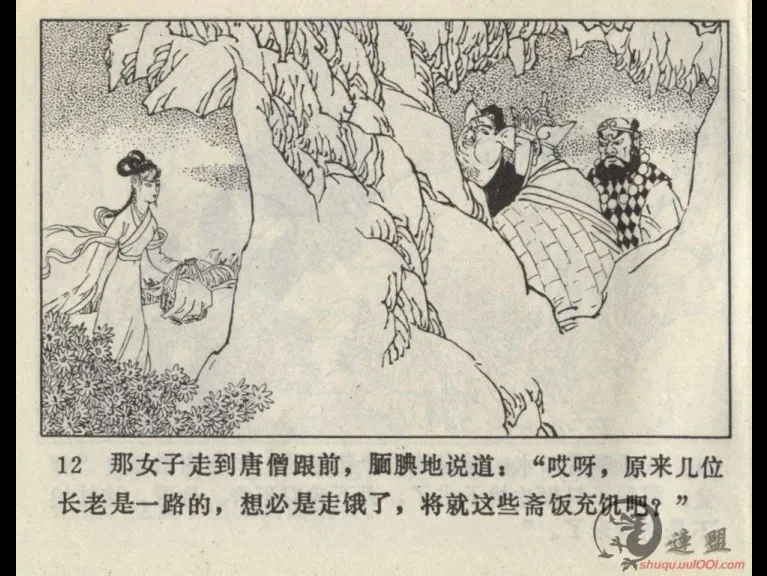 12 那女子走到唐僧跟前，腼腆地说道：“哎呀，原来几位
长老是一路的，想必是走饿了，将就这些斋饭充饥吧？”
連盟
shuqu.uu1001.com